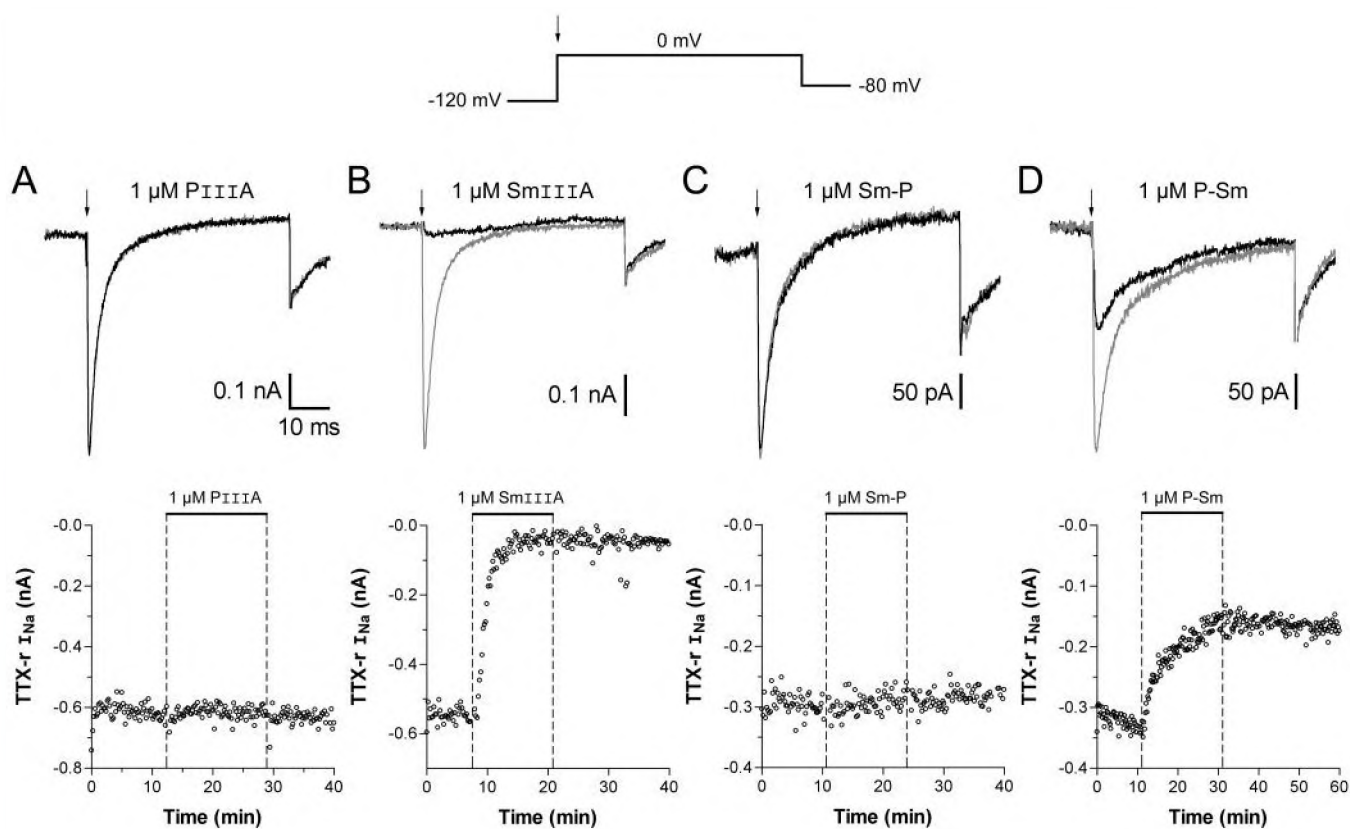 0 mV
-120 mV
-80 mV
A
1 µM PIIIA
B
1 µM SmIIIA
C
1 µM Sm-P
D
1 µM P-Sm
0.1 nA
10 ms
0.1 nA
50 pA
50 pA
1 µM PIIIA
-0.0
-0.2
-0.4
-0.6
-0.8
TTX-r INa (nA)
0 10 20 30 40
Time (min)
1 µM SmIIIA
-0.0
-0.2
-0.4
-0.6
TTX-r INa (nA)
0 10 20 30 40
Time (min)
1 µM Sm-P
-0.0
-0.1
-0.2
-0.3
-0.4
TTX-r INa (nA)
0 10 20 30 40
Time (min)
1 µM P-Sm
-0.0
-0.1
-0.2
-0.3
-0.4
TTX-r INa (nA)
0 10 20 30 40 50 60
Time (min)